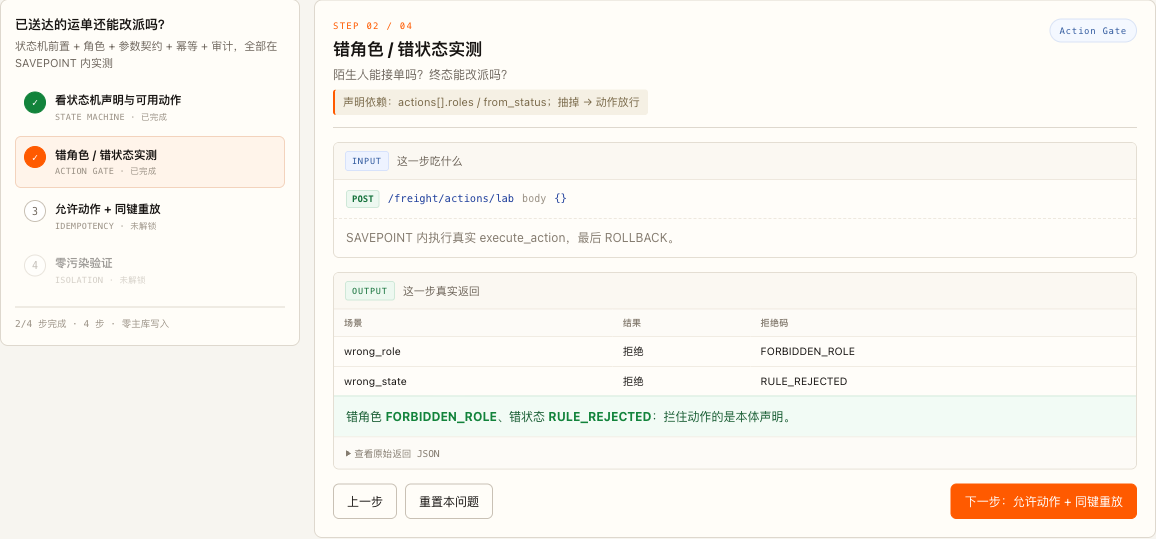 已送达的运单还能改派吗？
状态机前置 + 角色 + 参数契约 + 幂等 + 审计，全部在
SAVEPOINT 内实测
✓
看状态机声明与可用动作
STATE MACHINE · 已完成
✓
错角色 / 错状态实测
ACTION GATE · 已完成
3
允许动作 + 同键重放
IDEMPOTENCY · 未解锁
4
零污染验证
ISOLATION · 未解锁
2/4 步完成 · 4 步 · 零主库写入
STEP 02 / 04
错角色 / 错状态实测
Action Gate
陌生人能接单吗？终态能改派吗？
声明依赖：actions[].roles / from_status；抽掉 → 动作放行
INPUT 这一步吃什么
POST /freight/actions/lab body {}
SAVEPOINT 内执行真实 execute_action，最后 ROLLBACK。
OUTPUT 这一步真实返回
场景 结果 拒绝码
wrong_role 拒绝 FORBIDDEN_ROLE
wrong_state 拒绝 RULE_REJECTED
错角色 FORBIDDEN_ROLE、错状态 RULE_REJECTED：拦住动作的是本体声明。
▶ 查看原始返回 JSON
上一步 重置本问题 下一步：允许动作 + 同键重放